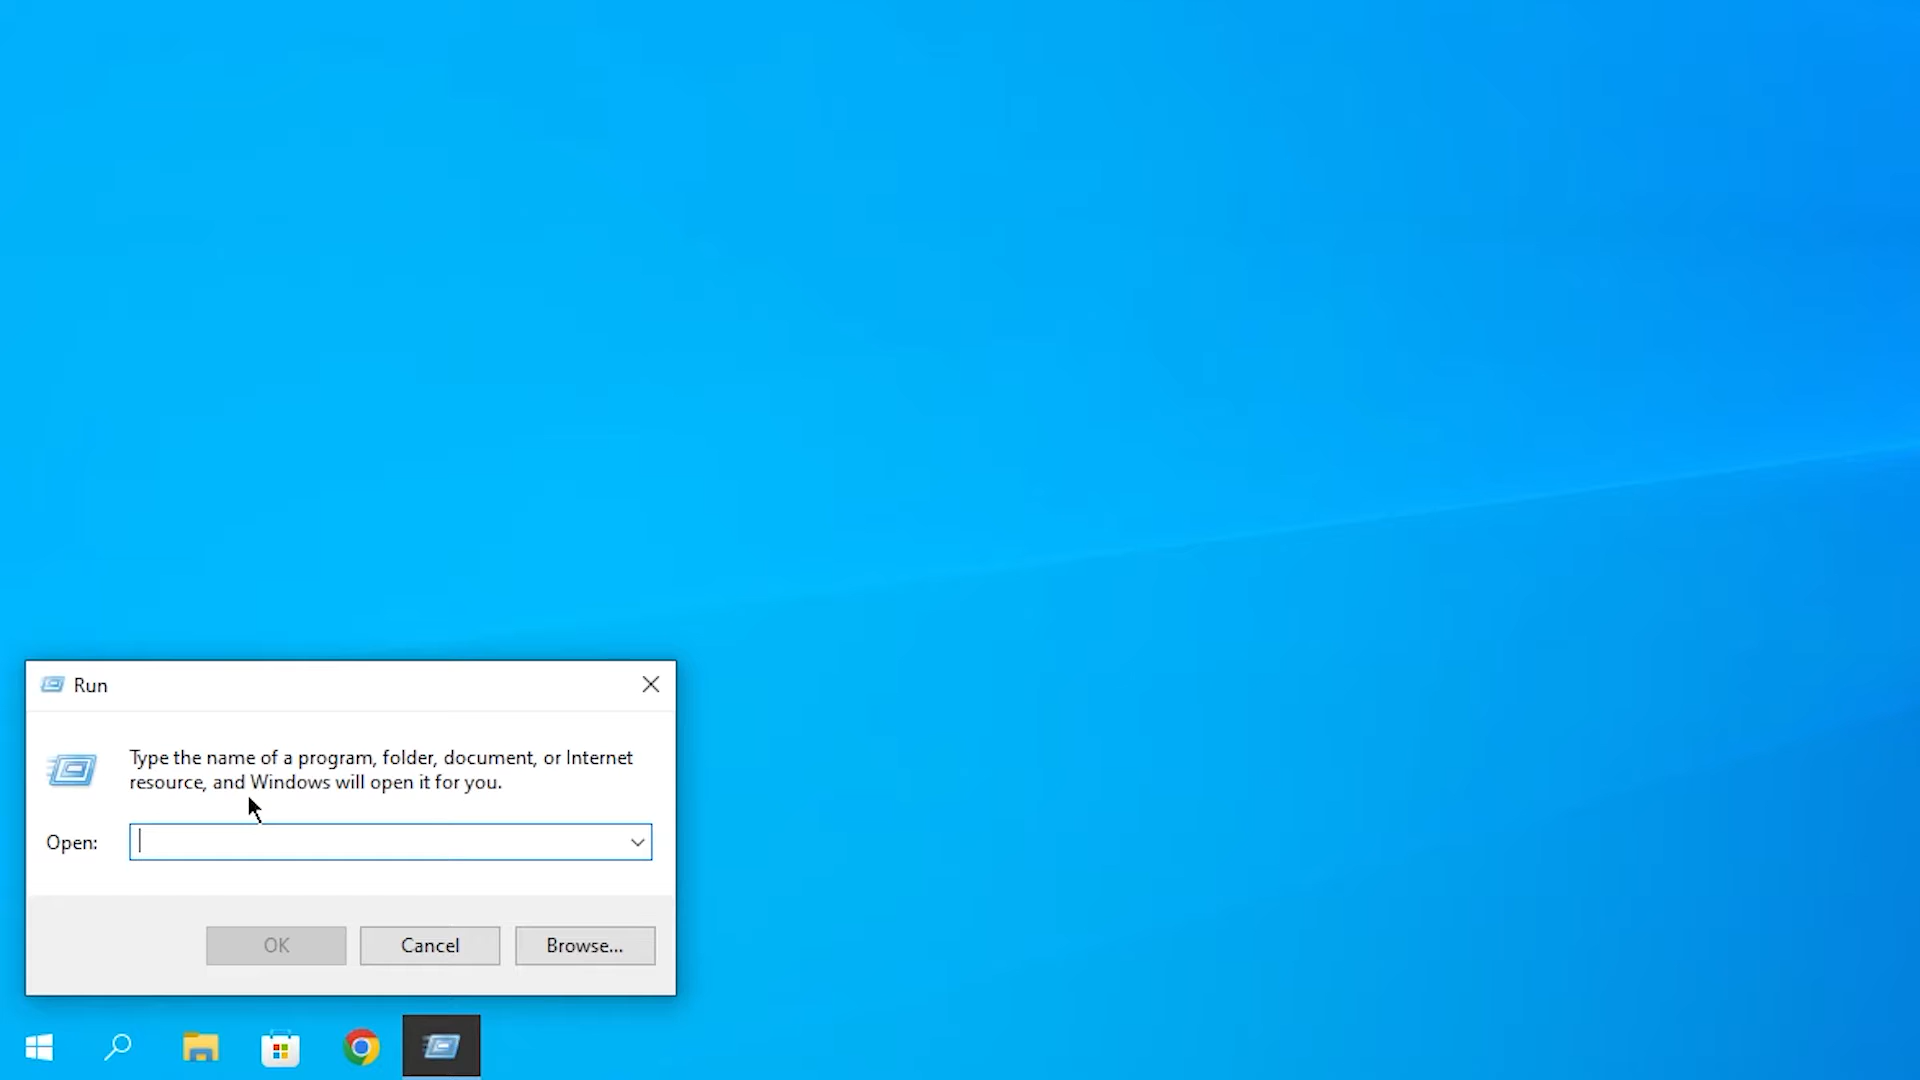 Run
Type the name of a program, folder, document, or Internet
resource, and Windows will open it for you.
Open:
OK
Cancel
Browse...